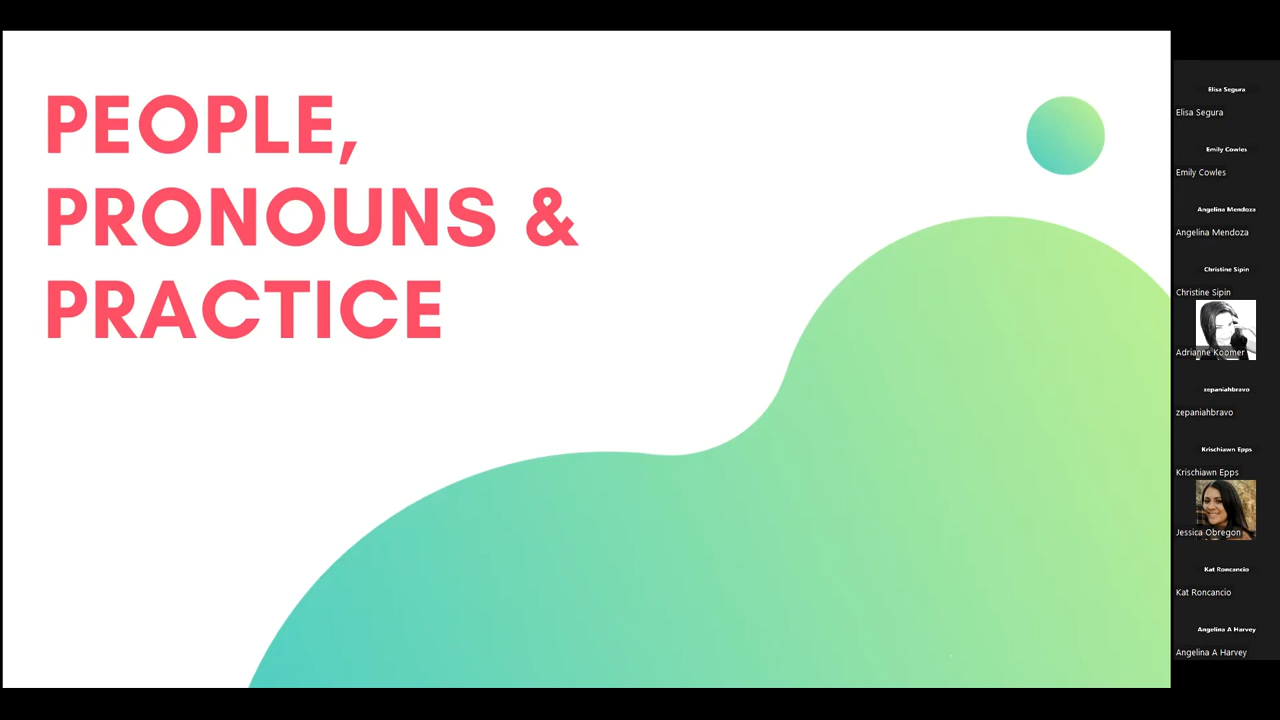 PEOPLE,
PRONOUNS &
PRACTICE
Elisa Segura
Elisa Segura
Emily Cowles
Emily Cowles
Angelina Mendoza
Angelina Mendoza
Christine Sipin
Christine Sipin
Adrianne Koomer
zepaniahbravo
zepaniahbravo
Krischiawn Epps
Krischiawn Epps
Jessica Obregon
Kat Roncancio
Kat Roncancio
Angelina A Harvey
Angelina A Harvey